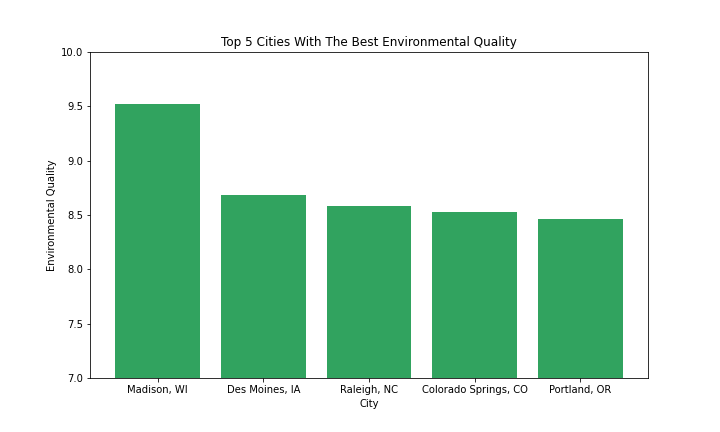 Top 5 Cities With The Best Environmental Quality
10.0
9.5
9.0
8.5
8.0
7.5
7.0
Environmental Quality
Madison, WI
Des Moines, IA
Raleigh, NC
Colorado Springs, CO
Portland, OR
City